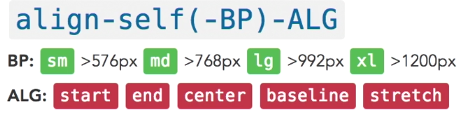 align-self(-BP)-ALG
BP: sm >576px md >768px lg >992px xl >1200px
ALG: start end center baseline stretch